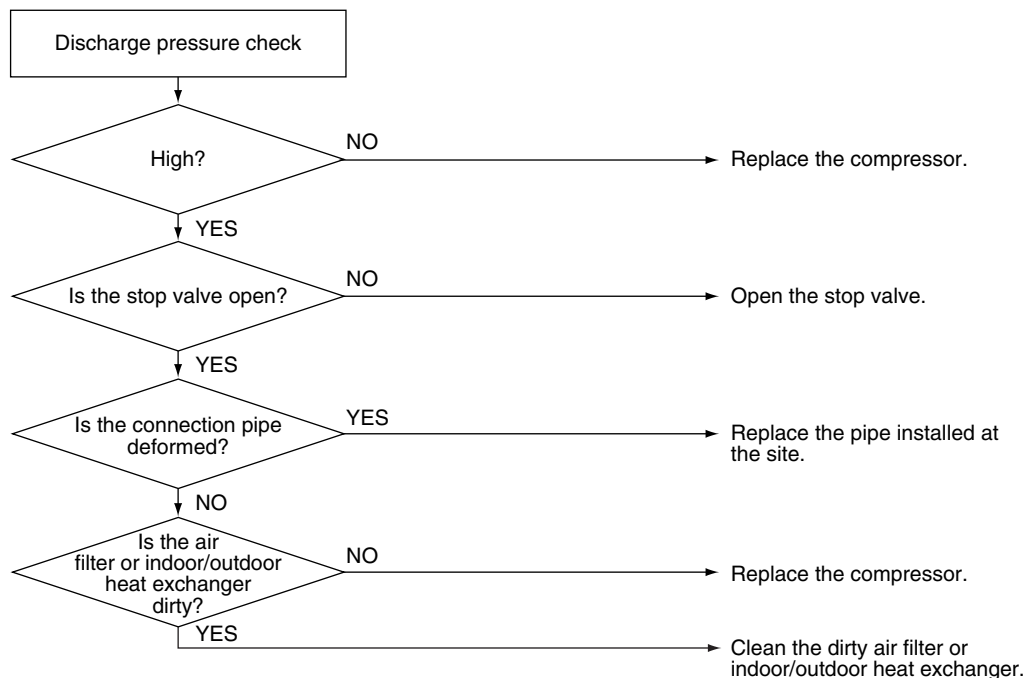 Discharge pressure check
High?
NO
Replace the compressor.
YES
Is the stop valve open?
NO
Open the stop valve.
YES
Is the connection pipe
deformed?
YES
Replace the pipe installed at
the site.
NO
Is the air
filter or indoor/outdoor
heat exchanger
dirty?
NO
Replace the compressor.
YES
Clean the dirty air filter or
indoor/outdoor heat exchanger.